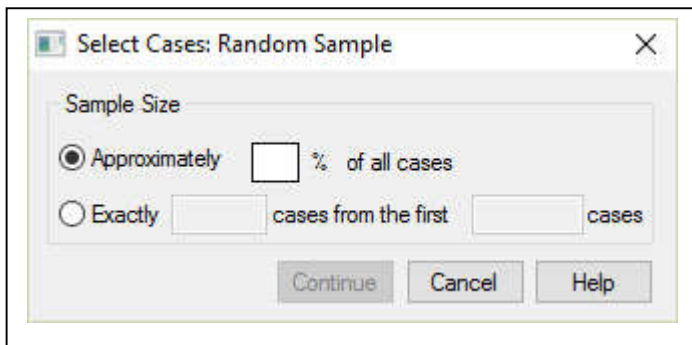 Select Cases: Random Sample
Sample Size
Approximately % of all cases
Exactly cases from the first cases
Continue Cancel Help